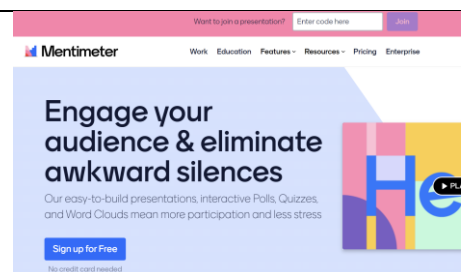 Want to join a presentation? Enter code here Join
Mentimeter Work Education Features Resources Pricing Enterprise
Engage your
audience & eliminate
awkward silences
Our easy-to-build presentations, interactive Polls, Quizzes,
and Word Clouds mean more participation and less stress
He
PLA
Sign up for Free
No credit card needed